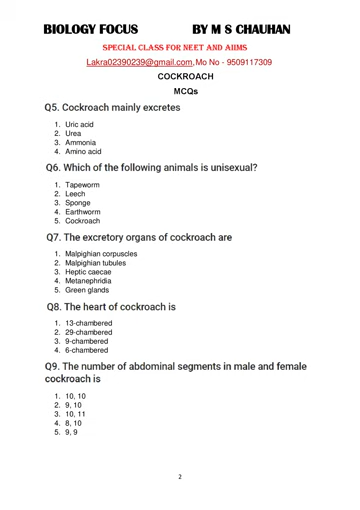 BIOLOGY FOCUS BY M S CHAUHAN
SPECIAL CLASS FOR NEET AND AIIMS
Lakra02390239@gmail.com,Mo No - 9509117309
COCKROACH
MCQs
Q5. Cockroach mainly excretes
1. Uric acid
2. Urea
3. Ammonia
4. Amino acid
Q6. Which of the following animals is unisexual?
1. Tapeworm
2. Leech
3. Sponge
4. Earthworm
5. Cockroach
Q7. The excretory organs of cockroach are
1. Malpighian corpuscles
2. Malpighian tubules
3. Heptic caecae
4. Metanephridia
5. Green glands
Q8. The heart of cockroach is
1. 13-chambered
2. 29-chambered
3. 9-chambered
4. 6-chambered
Q9. The number of abdominal segments in male and female
cockroach is
1. 10, 10
2. 9, 10
3. 10, 11
4. 8, 10
5. 9, 9
2